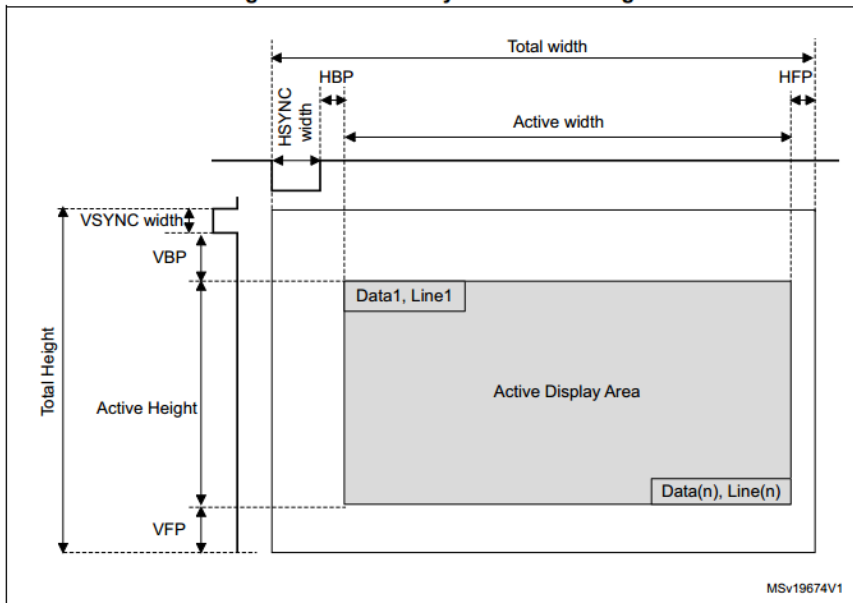 Total width
HBP
HFP
HSYNC
width
Active width
VSYNC width
VBP
Total Height
Data1, Line1
Active Display Area
Active Height
Data(n), Line(n)
VFP
MSv19674V1